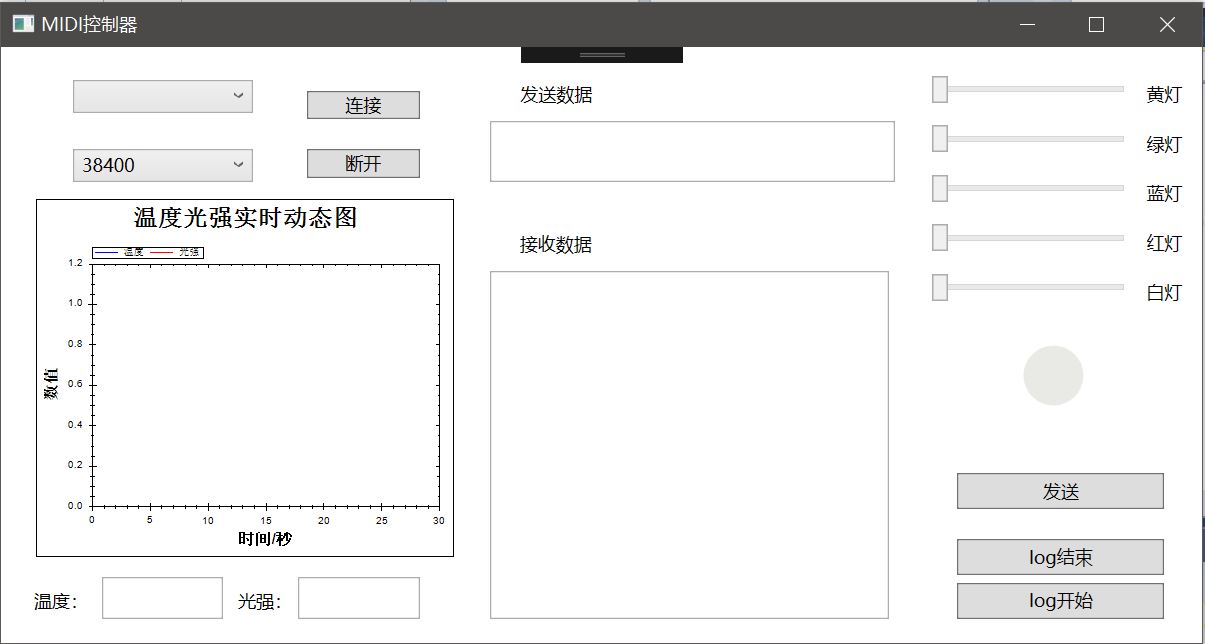 MIDI控制器
连接
38400
断开
温度光强实时动态图
温度 光强
1.2
1.0
0.8
0.6
0.4
0.2
0.0
数值
0 5 10 15 20 25 30
时间/秒
温度：
光强：
发送数据
接收数据
黄灯
绿灯
蓝灯
红灯
白灯
发送
log结束
log开始